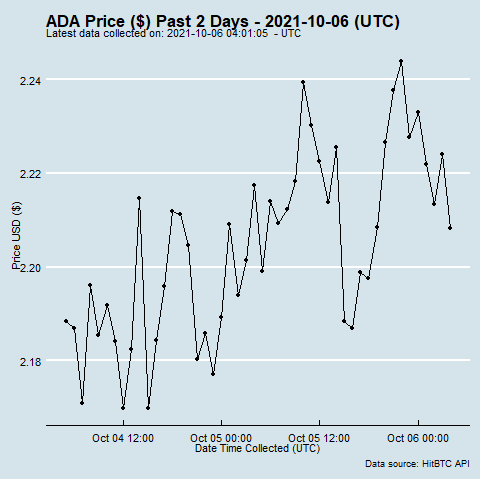 ADA Price ($) Past 2 Days - 2021-10-06 (UTC)
Latest data collected on: 2021-10-06 04:01:05 - UTC
2.24
2.22
2.20
2.18
Price USD ($)
Oct 04 12:00
Oct 05 00:00
Oct 05 12:00
Oct 06 00:00
Date Time Collected (UTC)
Data source: HitBTC API